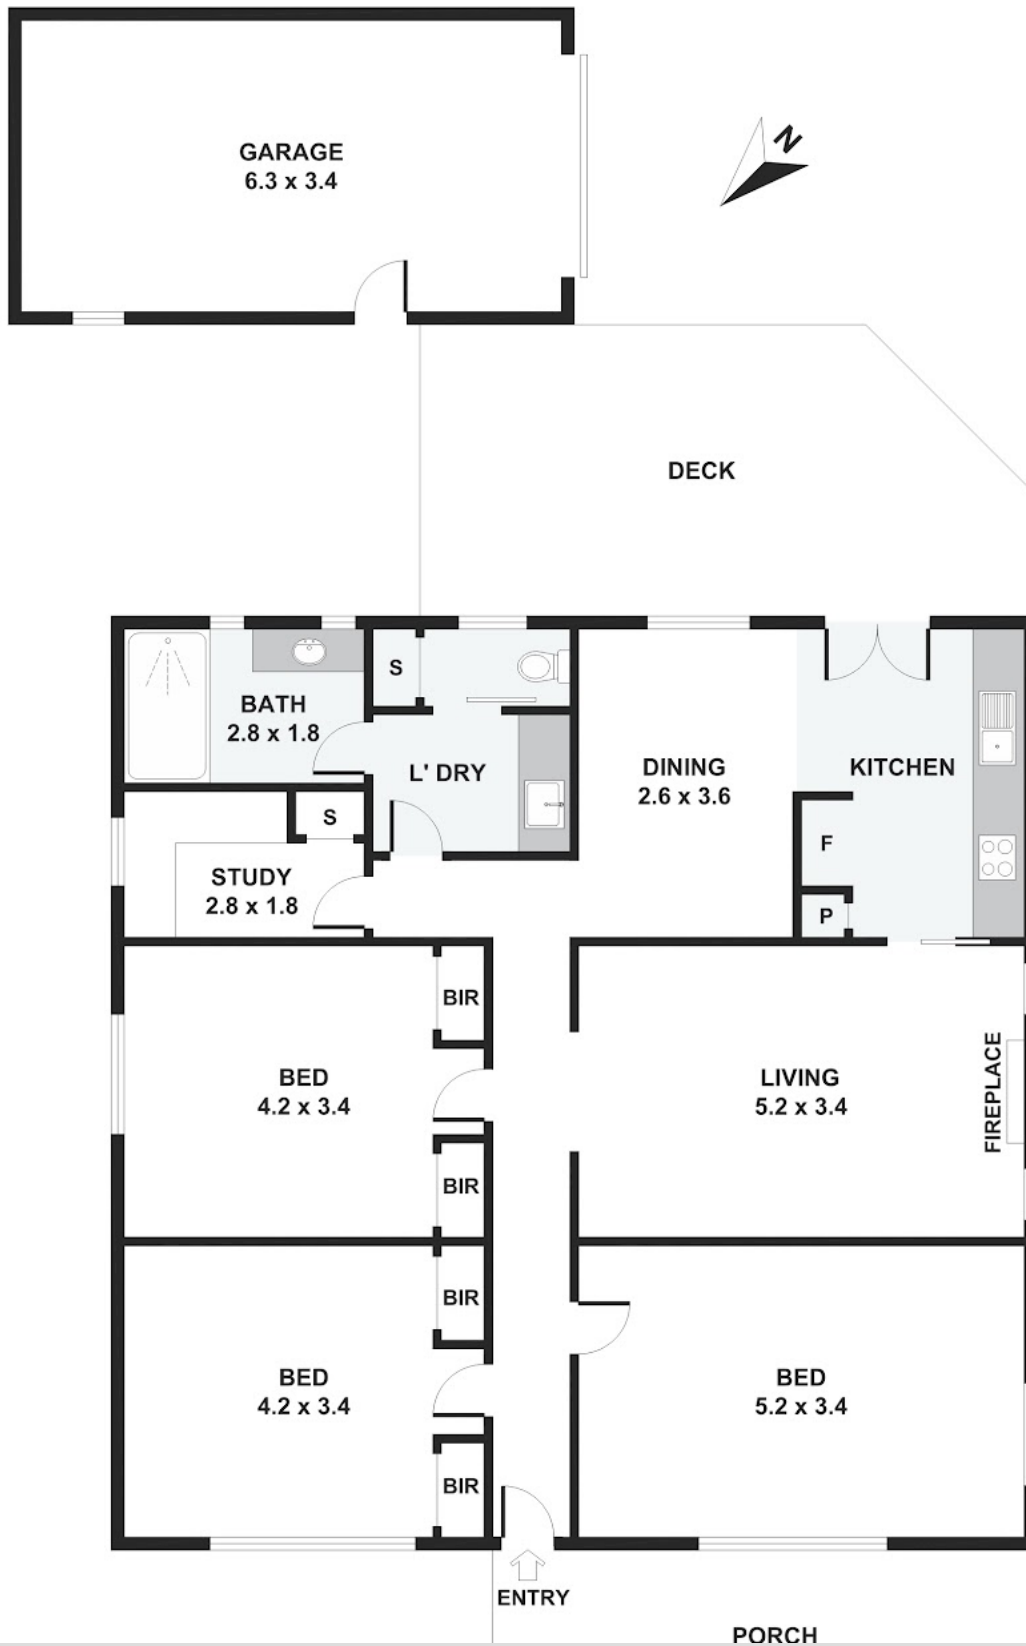 GARAGE
6.3 x 3.4
N
DECK
S
BATH
2.8 x 1.8
L' DRY
DINING
2.6 x 3.6
KITCHEN
S
F
STUDY
2.8 x 1.8
P
BIR
BED
4.2 x 3.4
LIVING
5.2 x 3.4
FIREPLACE
BIR
BIR
BED
4.2 x 3.4
BED
5.2 x 3.4
BIR
ENTRY
PORCH